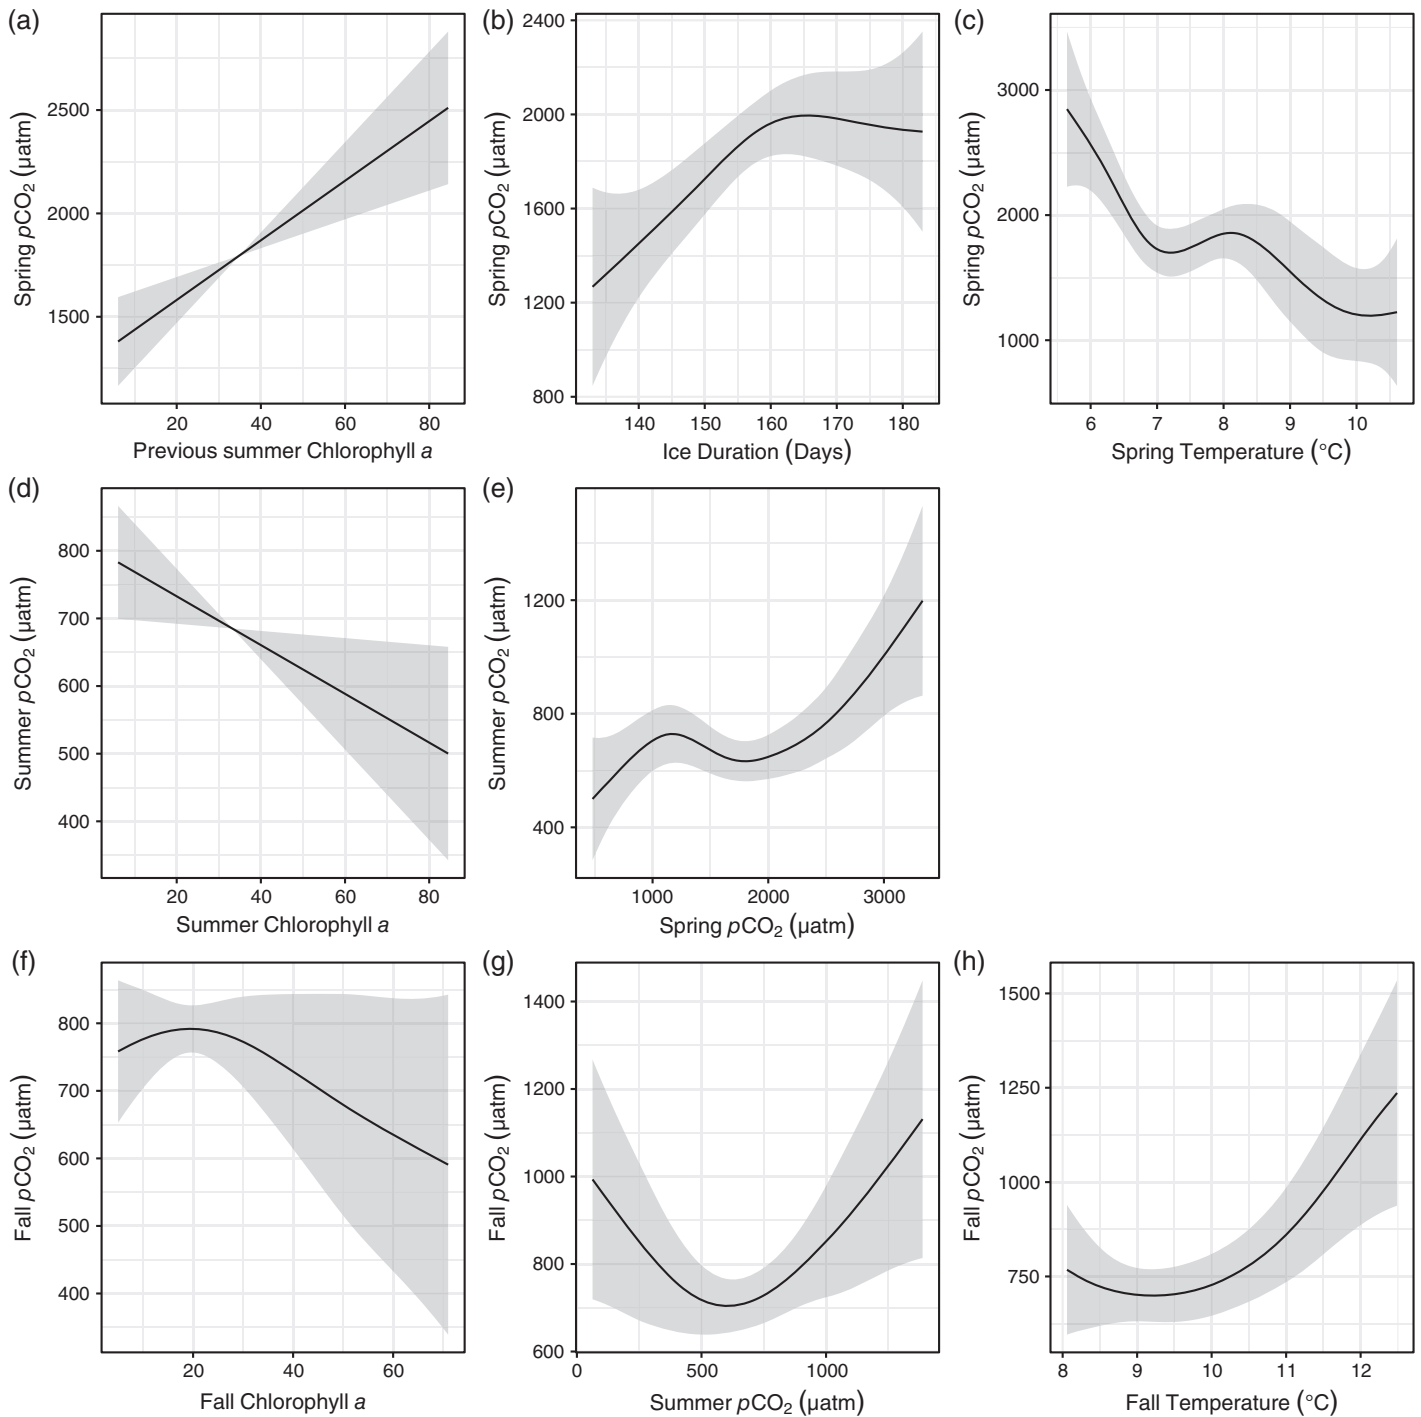 (a)
Spring pCO₂ (µatm)
2500
2000
1500
20 40 60 80
Previous summer Chlorophyll a
(b)
Spring pCO₂ (µatm)
2400
2000
1600
1200
800
140 150 160 170 180
Ice Duration (Days)
(c)
Spring pCO₂ (µatm)
3000
2000
1000
6 7 8 9 10
Spring Temperature (°C)
(d)
Summer pCO₂ (µatm)
800
700
600
500
400
20 40 60 80
Summer Chlorophyll a
(e)
Summer pCO₂ (µatm)
1200
800
400
1000 2000 3000
Spring pCO₂ (µatm)
(f)
Fall pCO₂ (µatm)
800
700
600
500
400
20 40 60
Fall Chlorophyll a
(g)
Fall pCO₂ (µatm)
1400
1200
1000
800
600
0 500 1000
Summer pCO₂ (µatm)
(h)
Fall pCO₂ (µatm)
1500
1250
1000
750
8 9 10 11 12
Fall Temperature (°C)